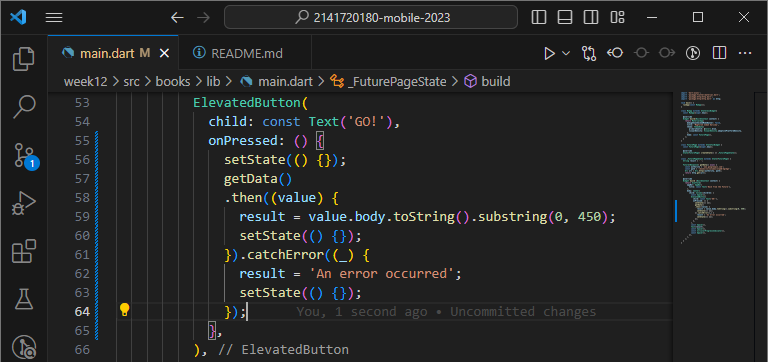 2141720180-mobile-2023
main.dart M
README.md
week12 > src > books > lib > main.dart > _FuturePageState > build
53 ElevatedButton(
54 child: const Text('GO!'),
55 onPressed: () {
56 setState(() {});
57 getData()
58 .then((value) {
59 result = value.body.toString().substring(0, 450);
60 setState(() {});
61 }).catchError((_) {
62 result = 'An error occurred';
63 setState(() {});
64 }); You, 1 second ago • Uncommitted changes
65 },
66 ), // ElevatedButton
1